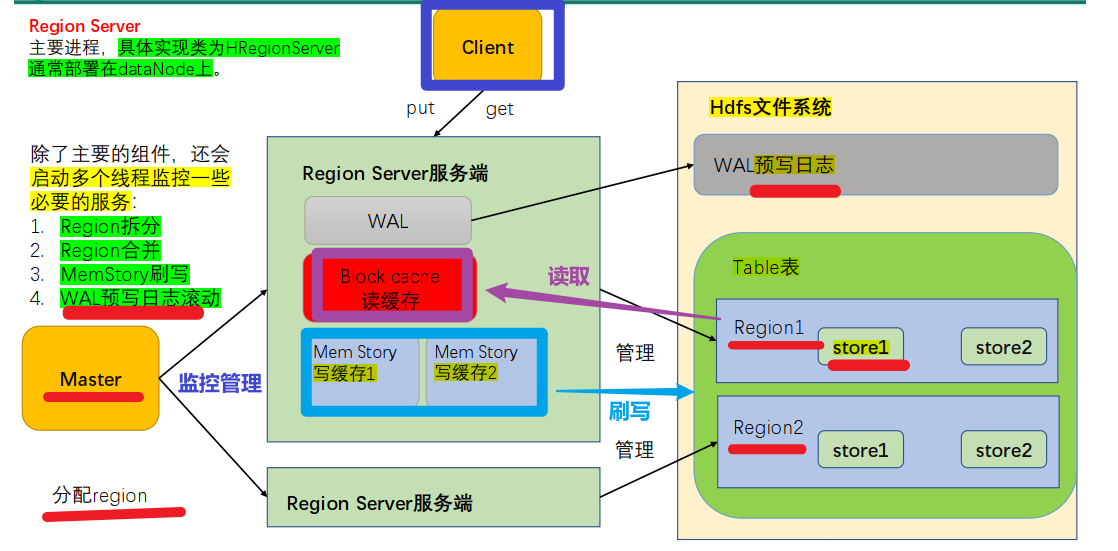 Region Server
主要进程，具体实现类为HRegionServer
通常部署在dataNode上。
Client
put
get
除了主要的组件，还会
启动多个线程监控一些
必要的服务:
1. Region拆分
2. Region合并
3. MemStory刷写
4. WAL预写日志滚动
Master
监控管理
分配region
Region Server服务端
WAL
Block cache
读缓存
Mem Story
写缓存1
Mem Story
写缓存2
Region Server服务端
读取
管理
刷写
管理
Hdfs文件系统
WAL预写日志
Table表
Region1
store1
store2
Region2
store1
store2